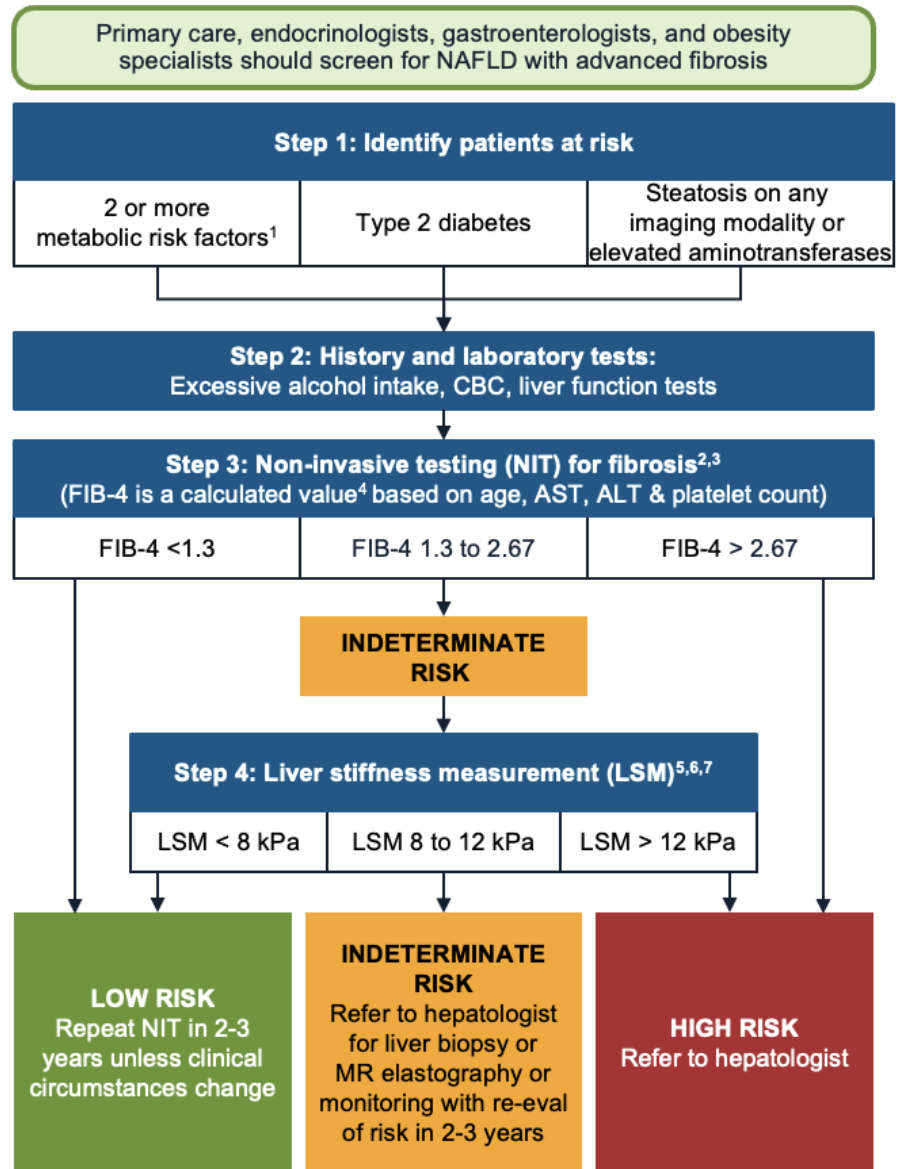 Primary care, endocrinologists, gastroenterologists, and obesity
specialists should screen for NAFLD with advanced fibrosis
Step 1: Identify patients at risk
2 or more
metabolic risk factors¹
Type 2 diabetes
Steatosis on any
imaging modality or
elevated aminotransferases
Step 2: History and laboratory tests:
Excessive alcohol intake, CBC, liver function tests
Step 3: Non-invasive testing (NIT) for fibrosis²,³
(FIB-4 is a calculated value⁴ based on age, AST, ALT & platelet count)
FIB-4 <1.3
FIB-4 1.3 to 2.67
FIB-4 > 2.67
INDETERMINATE
RISK
Step 4: Liver stiffness measurement (LSM)⁵,⁶,⁷
LSM < 8 kPa
LSM 8 to 12 kPa
LSM > 12 kPa
LOW RISK
Repeat NIT in 2-3
years unless clinical
circumstances change
INDETERMINATE
RISK
Refer to hepatologist
for liver biopsy or
MR elastography or
monitoring with re-eval
of risk in 2-3 years
HIGH RISK
Refer to hepatologist